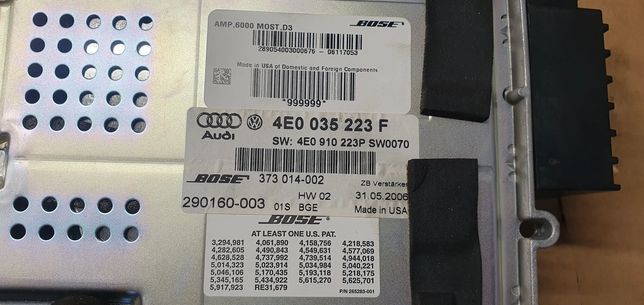 AMP.6000 MOST.D3
BOSE
289054003000676 - 06117053
Made in USA of Domestic and Foreign Components
*999999*
Audi
4E0 035 223 F
SW: 4E0 910 223P SW0070
BOSE 373 014-002
ZB Verstärker
290160-003 01S BGE HW 02 31.05.2006
Made in USA
BOSE
AT LEAST ONE U.S. PAT.
3,294,981 4,061,890 4,158,756 4,218,583
4,282,605 4,490,843 4,549,631 4,577,069
4,628,528 4,737,992 4,739,514 4,944,018
5,014,323 5,023,914 5,034,984 5,040,221
5,046,106 5,170,435 5,193,118 5,218,175
5,345,165 5,434,922 5,615,270 5,625,701
5,917,923 RE31,679
P/N 265283-001